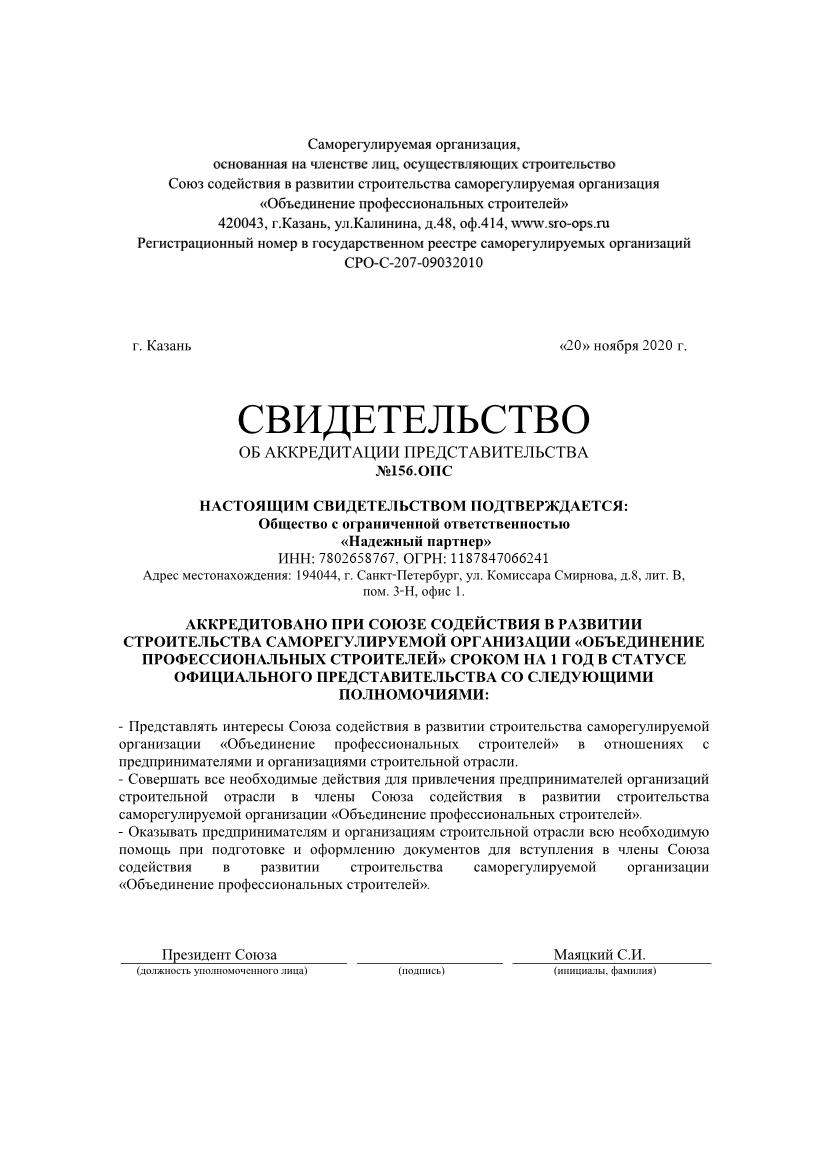 Саморегулируемая организация,
основанная на членстве лиц, осуществляющих строительство
Союз содействия в развитии строительства саморегулируемая организация
«Объединение профессиональных строителей»
420043, г.Казань, ул.Калинина, д.48, оф.414, www.sro-ops.ru
Регистрационный номер в государственном реестре саморегулируемых организаций
СРО-С-207-09032010
г. Казань «20» ноября 2020 г.
СВИДЕТЕЛЬСТВО
ОБ АККРЕДИТАЦИИ ПРЕДСТАВИТЕЛЬСТВА
№156.ОПС
НАСТОЯЩИМ СВИДЕТЕЛЬСТВОМ ПОДТВЕРЖДАЕТСЯ:
Общество с ограниченной ответственностью
«Надежный партнер»
ИНН: 7802658767, ОГРН: 1187847066241
Адрес местонахождения: 194044, г. Санкт-Петербург, ул. Комиссара Смирнова, д.8, лит. В,
пом. 3-Н, офис 1.
АККРЕДИТОВАНО ПРИ СОЮЗЕ СОДЕЙСТВИЯ В РАЗВИТИИ
СТРОИТЕЛЬСТВА САМОРЕГУЛИРУЕМОЙ ОРГАНИЗАЦИИ «ОБЪЕДИНЕНИЕ
ПРОФЕССИОНАЛЬНЫХ СТРОИТЕЛЕЙ» СРОКОМ НА 1 ГОД В СТАТУСЕ
ОФИЦИАЛЬНОГО ПРЕДСТАВИТЕЛЬСТВА СО СЛЕДУЮЩИМИ
ПОЛНОМОЧИЯМИ:
- Представлять интересы Союза содействия в развитии строительства саморегулируемой
организации «Объединение профессиональных строителей» в отношениях с
предпринимателями и организациями строительной отрасли.
- Совершать все необходимые действия для привлечения предпринимателей организаций
строительной отрасли в члены Союза содействия в развитии строительства
саморегулируемой организации «Объединение профессиональных строителей».
- Оказывать предпринимателям и организациям строительной отрасли всю необходимую
помощь при подготовке и оформлению документов для вступления в члены Союза
содействия в развитии строительства саморегулируемой организации
«Объединение профессиональных строителей».
Президент Союза Маяцкий С.И.
(должность уполномоченного лица) (подпись) (инициалы, фамилия)